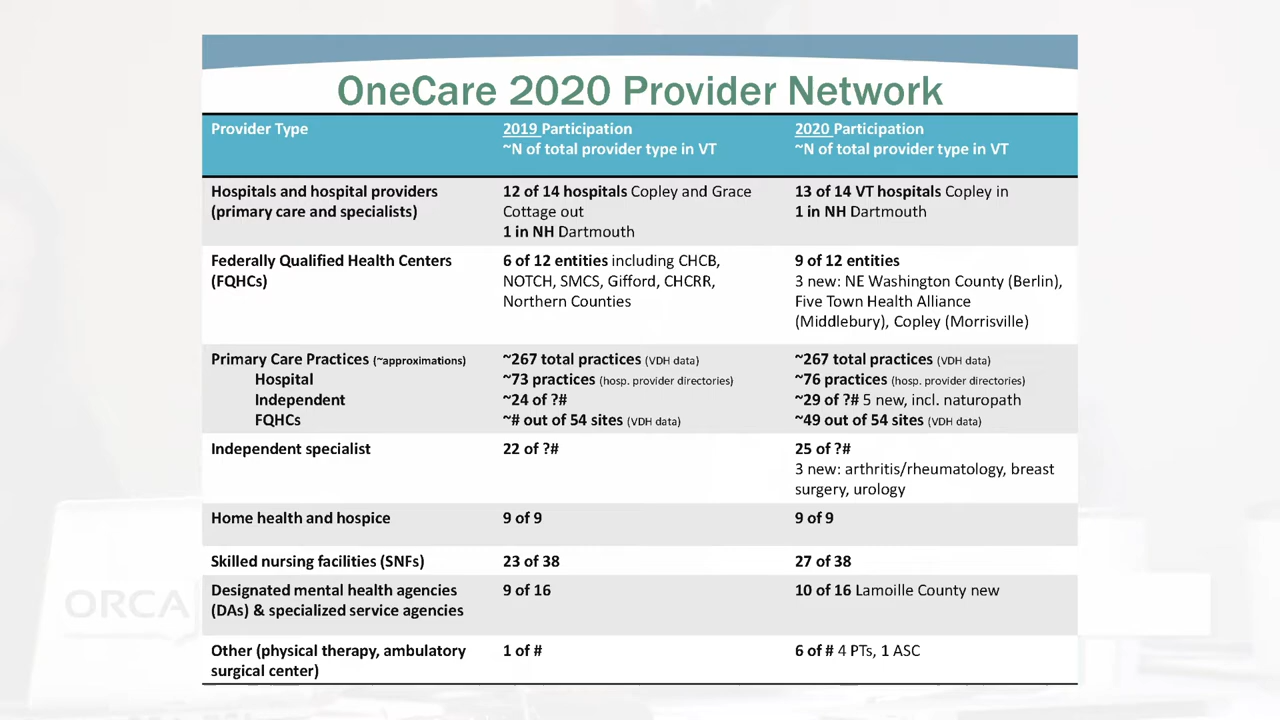 OneCare 2020 Provider Network
Provider Type
2019 Participation
~N of total provider type in VT
2020 Participation
~N of total provider type in VT
Hospitals and hospital providers
(primary care and specialists)
12 of 14 hospitals Copley and Grace
Cottage out
1 in NH Dartmouth
13 of 14 VT hospitals Copley in
1 in NH Dartmouth
Federally Qualified Health Centers
(FQHCs)
6 of 12 entities including CHCB,
NOTCH, SMCS, Gifford, CHCRR,
Northern Counties
9 of 12 entities
3 new: NE Washington County (Berlin),
Five Town Health Alliance
(Middlebury), Copley (Morrisville)
Primary Care Practices (~approximations)
Hospital
Independent
FQHCs
~267 total practices (VDH data)
~73 practices (hosp. provider directories)
~24 of ?#
~# out of 54 sites (VDH data)
~267 total practices (VDH data)
~76 practices (hosp. provider directories)
~29 of ?# 5 new, incl. naturopath
~49 out of 54 sites (VDH data)
Independent specialist
22 of ?#
25 of ?#
3 new: arthritis/rheumatology, breast
surgery, urology
Home health and hospice
9 of 9
9 of 9
Skilled nursing facilities (SNFs)
23 of 38
27 of 38
Designated mental health agencies
(DAs) & specialized service agencies
9 of 16
10 of 16 Lamoille County new
Other (physical therapy, ambulatory
surgical center)
1 of #
6 of # 4 PTs, 1 ASC
ORCA